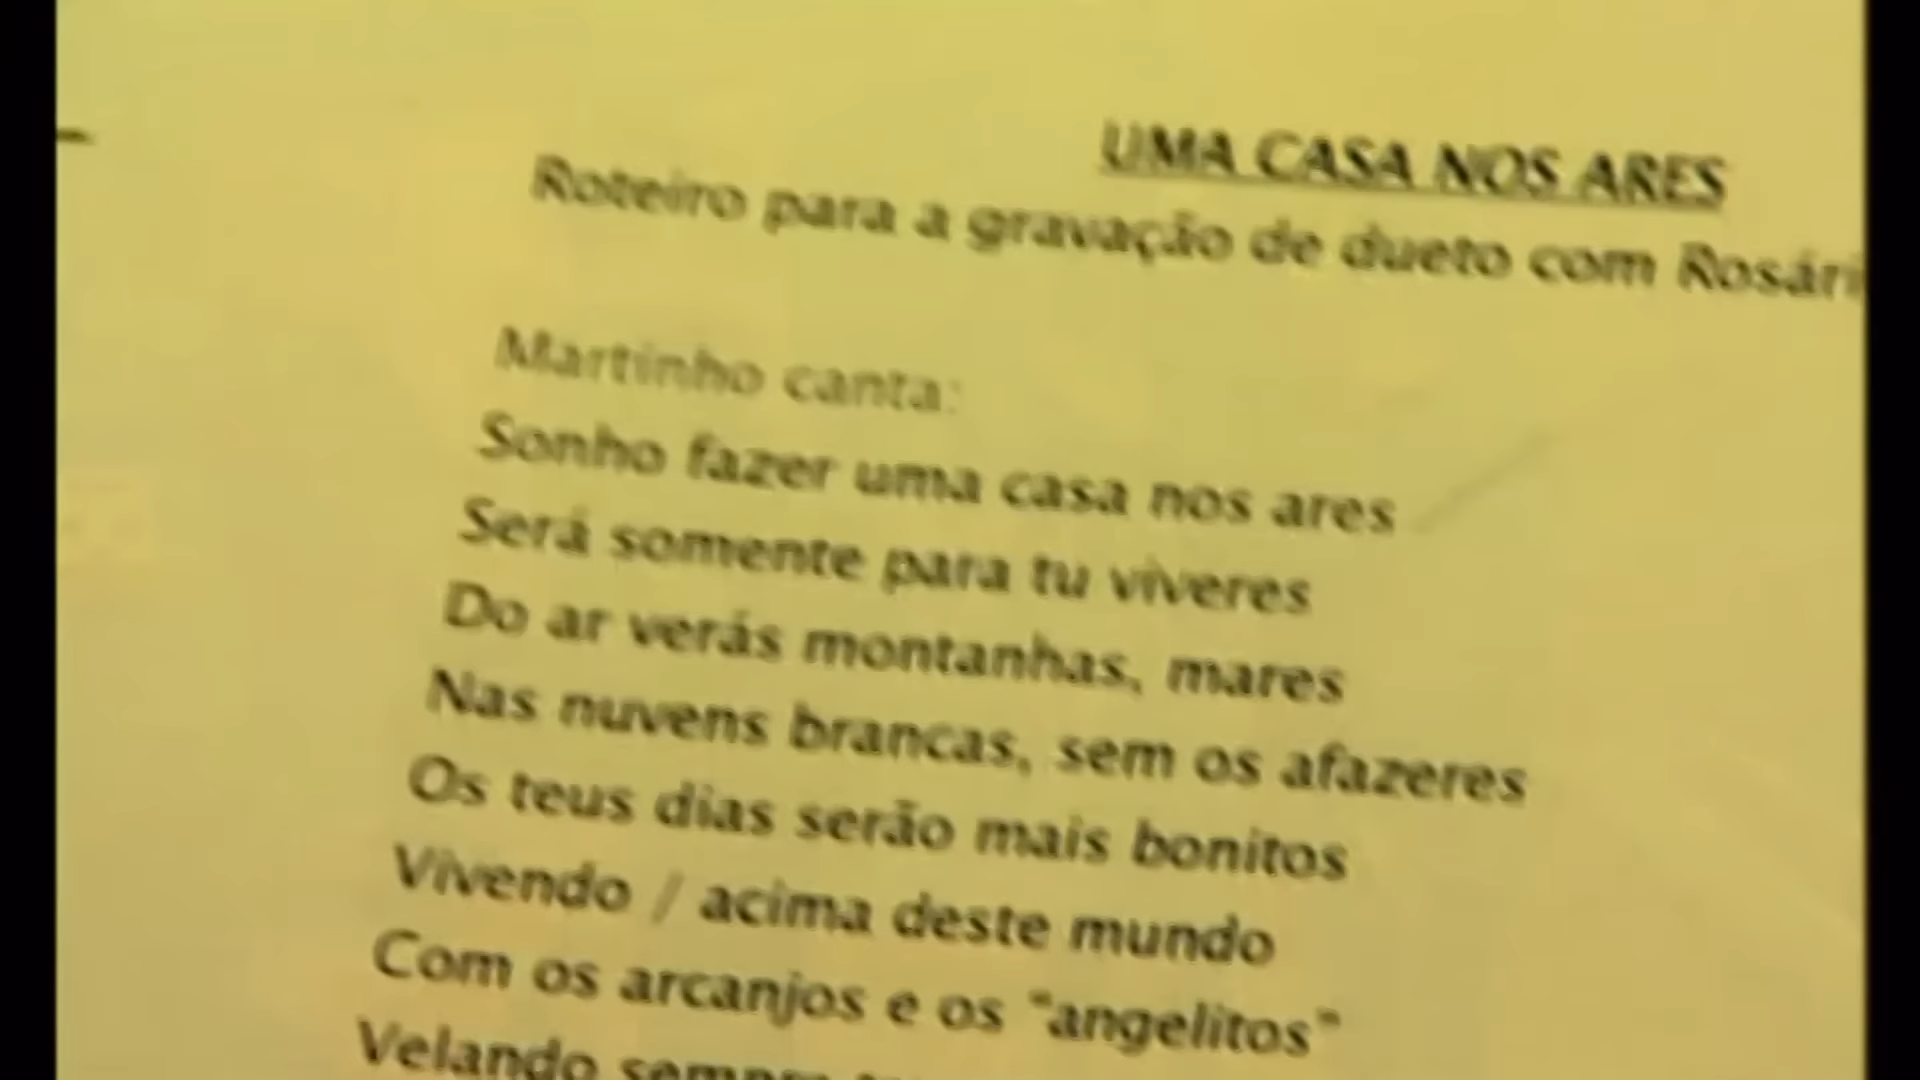 UMA CASA NOS ARES
Roteiro para a gravação de dueto com Rosári
Martinho canta:
Sonho fazer uma casa nos ares
Será somente para tu viveres
Do ar verás montanhas, mares
Nas nuvens brancas, sem os afazeres
Os teus dias serão mais bonitos
Vivendo / acima deste mundo
Com os arcanjos e os "angelitos"
Velando